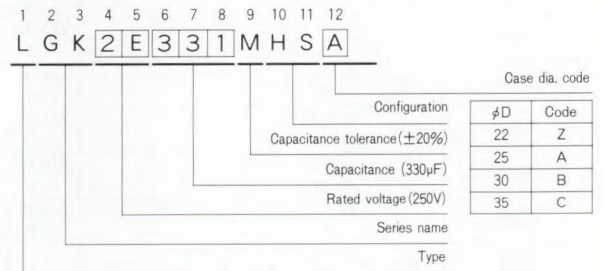 1 2 3 4 5 6 7 8 9 10 11 12
L G K 2 E 3 3 1 M H S A
Case dia. code
Configuration
Capacitance tolerance (±20%)
Capacitance (330μF)
Rated voltage (250V)
Series name
Type
φD Code
22 Z
25 A
30 B
35 C